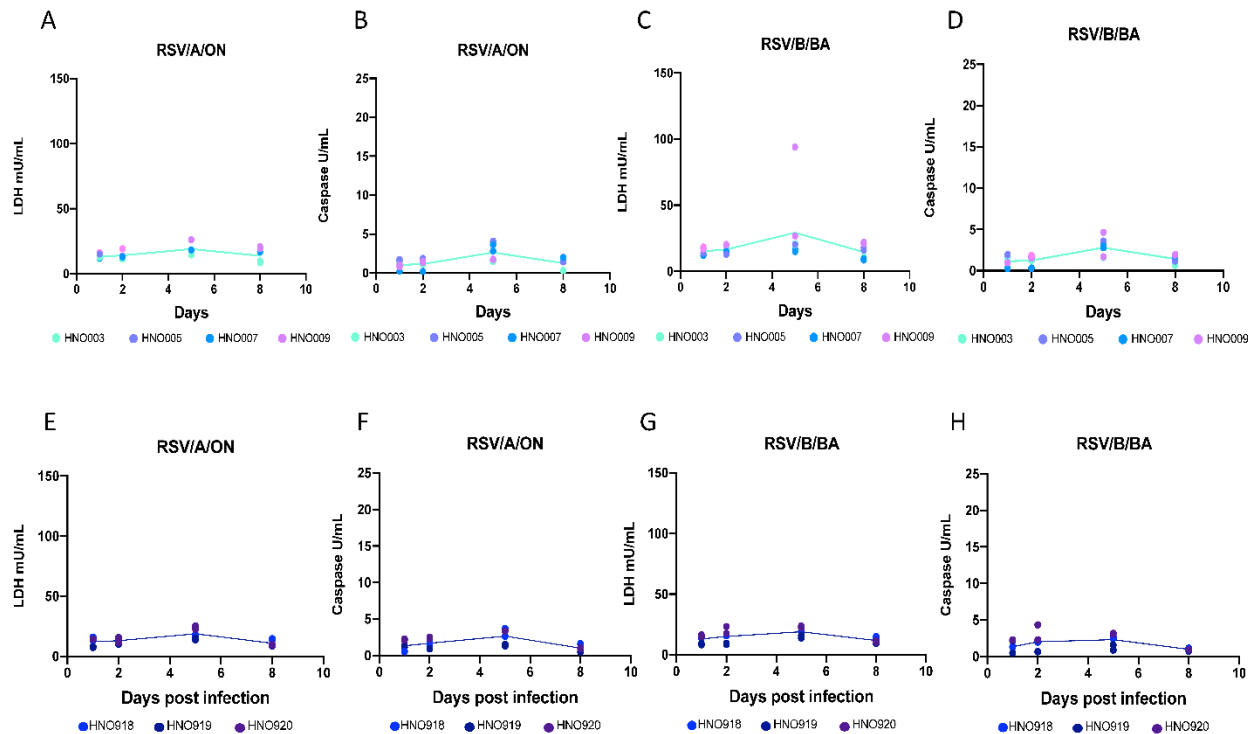 A
RSV/A/ON
LDH mU/mL
150
100
50
0
0 2 4 6 8 10
Days
HNO003 HNO005 HNO007 HNO009
B
RSV/A/ON
Caspase U/mL
25
20
15
10
5
0
0 2 4 6 8 10
Days
HNO003 HNO005 HNO007 HNO009
C
RSV/B/BA
LDH mU/mL
150
100
50
0
0 2 4 6 8 10
Days
HNO003 HNO005 HNO007 HNO009
D
RSV/B/BA
Caspase U/mL
25
20
15
10
5
0
0 2 4 6 8 10
Days
HNO003 HNO005 HNO007 HNO009
E
RSV/A/ON
LDH mU/mL
150
100
50
0
0 2 4 6 8 10
Days post infection
HNO918 HNO919 HNO920
F
RSV/A/ON
Caspase U/mL
25
20
15
10
5
0
0 2 4 6 8 10
Days post infection
HNO918 HNO919 HNO920
G
RSV/B/BA
LDH mU/mL
150
100
50
0
0 2 4 6 8 10
Days post infection
HNO918 HNO919 HNO920
H
RSV/B/BA
Caspase U/mL
25
20
15
10
5
0
0 2 4 6 8 10
Days post infection
HNO918 HNO919 HNO920